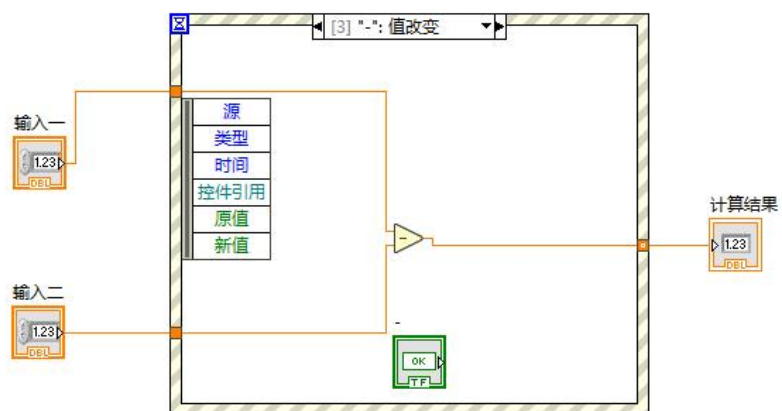 [3] "-": 值改变
输入一
1.23
DBL
源
类型
时间
控件引用
原值
新值
计算结果
1.23
DBL
-
输入二
1.23
DBL
-
OK
TF